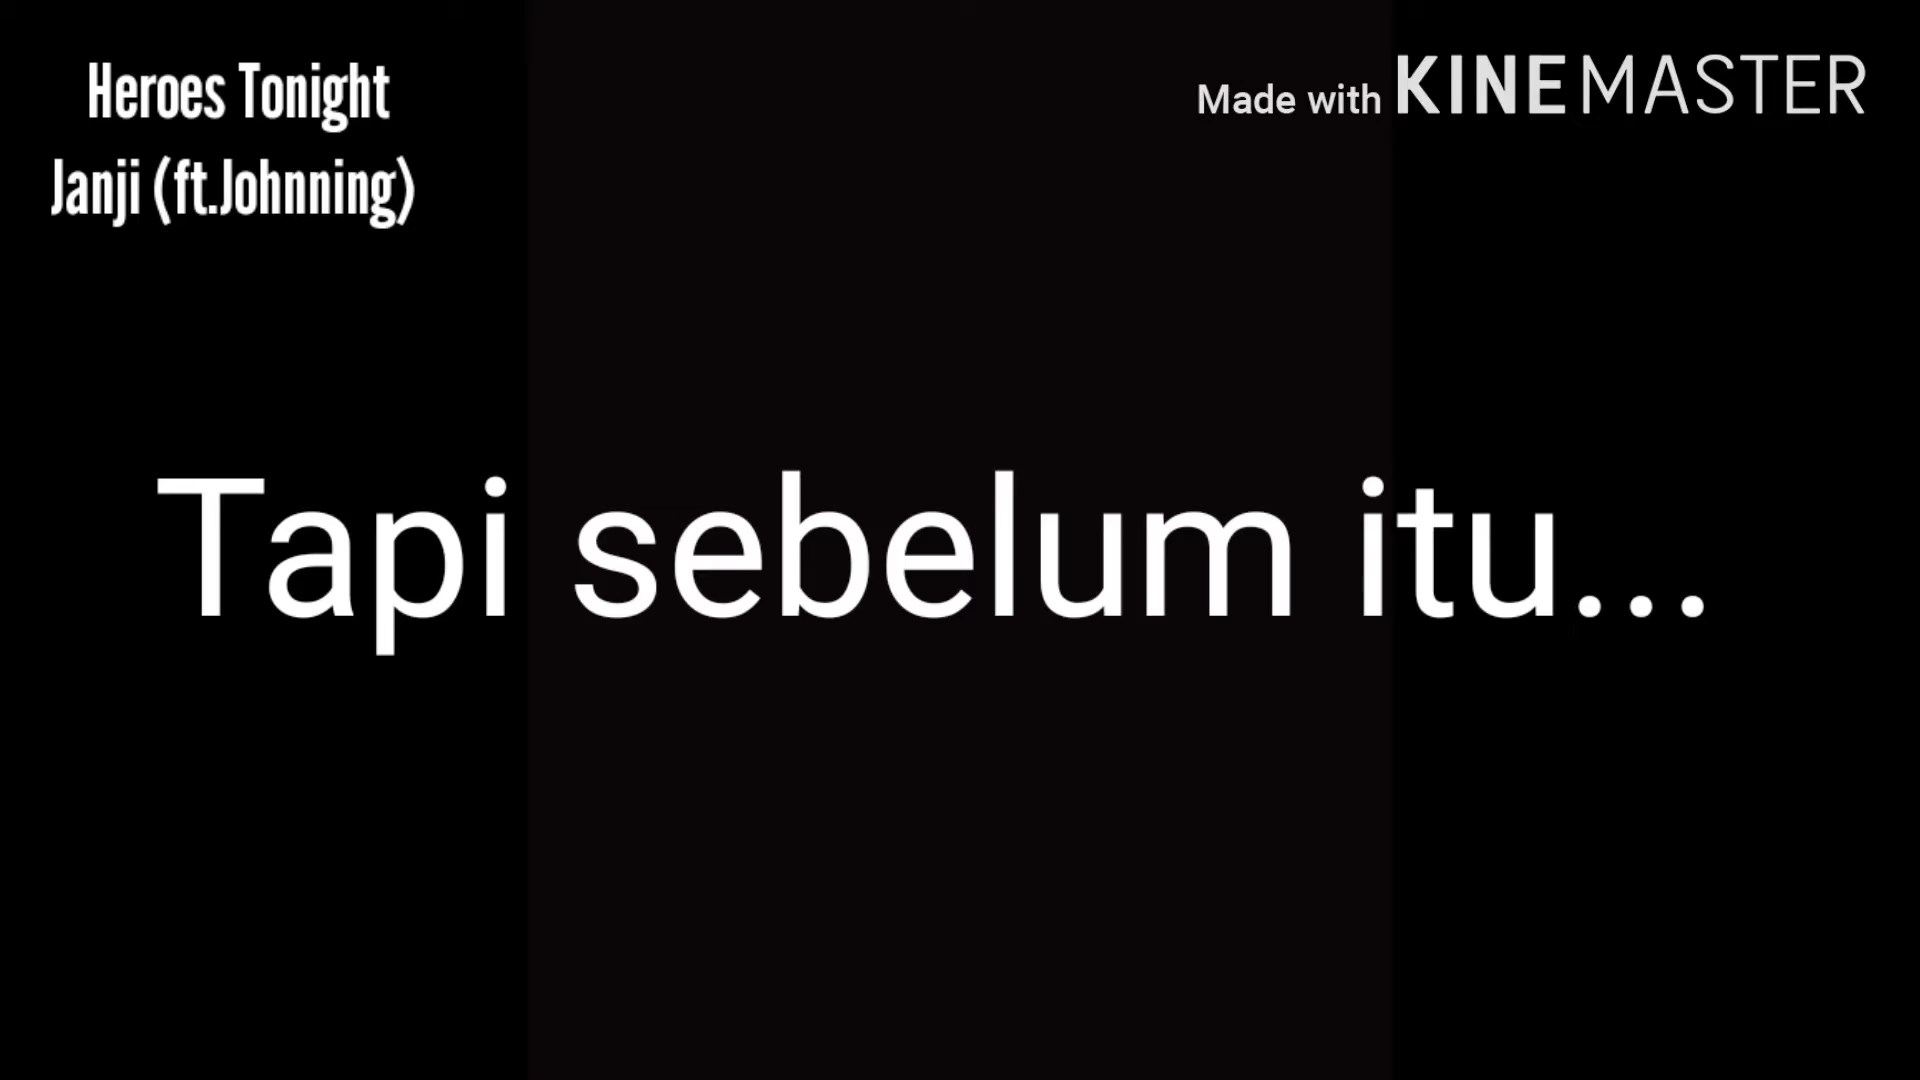 Heroes Tonight
Janji (ft.Johnning)
Made with KINEMASTER
Tapi sebelum itu...